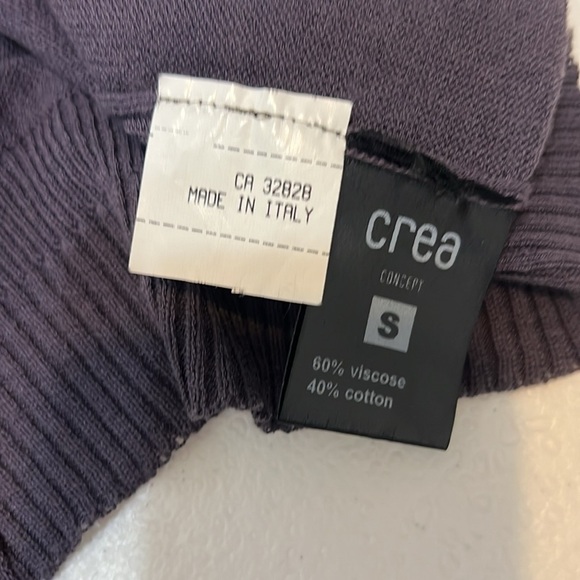 CA 32828
MADE IN ITALY
crea
CONCEPT
S
60% viscose
40% cotton